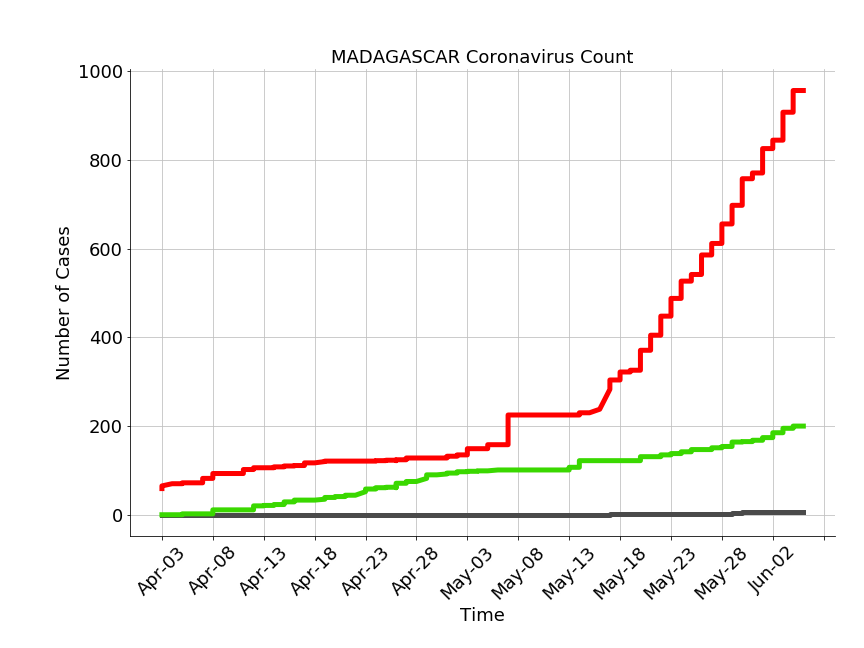 MADAGASCAR Coronavirus Count
1000
800
600
400
200
0
Number of Cases
Apr-03
Apr-08
Apr-13
Apr-18
Apr-23
Apr-28
May-03
May-08
May-13
May-18
May-23
May-28
Jun-02
Time